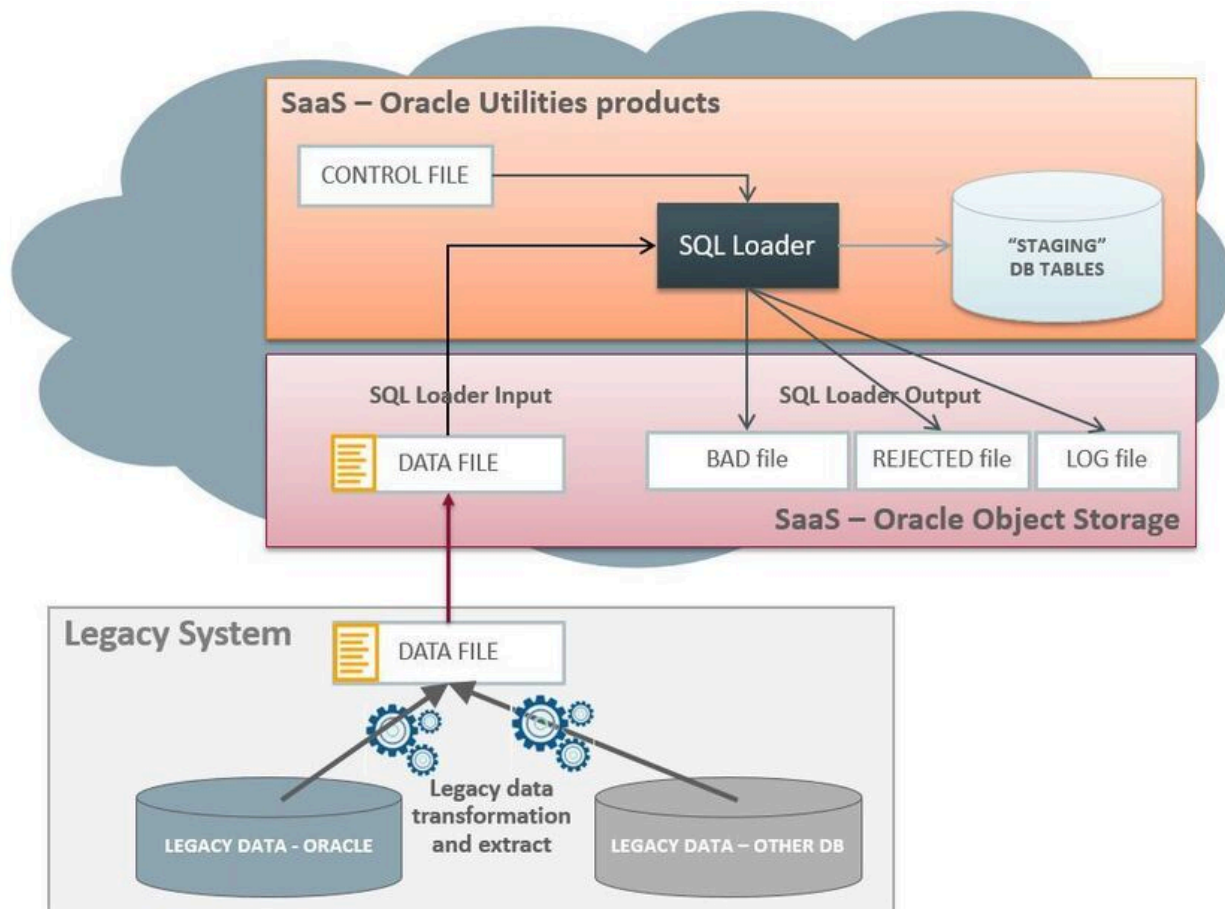 SaaS – Oracle Utilities products
CONTROL FILE
SQL Loader
"STAGING"
DB TABLES
SQL Loader Input
SQL Loader Output
DATA FILE
BAD file
REJECTED file
LOG file
SaaS – Oracle Object Storage
Legacy System
DATA FILE
Legacy data
transformation
and extract
LEGACY DATA - ORACLE
LEGACY DATA – OTHER DB